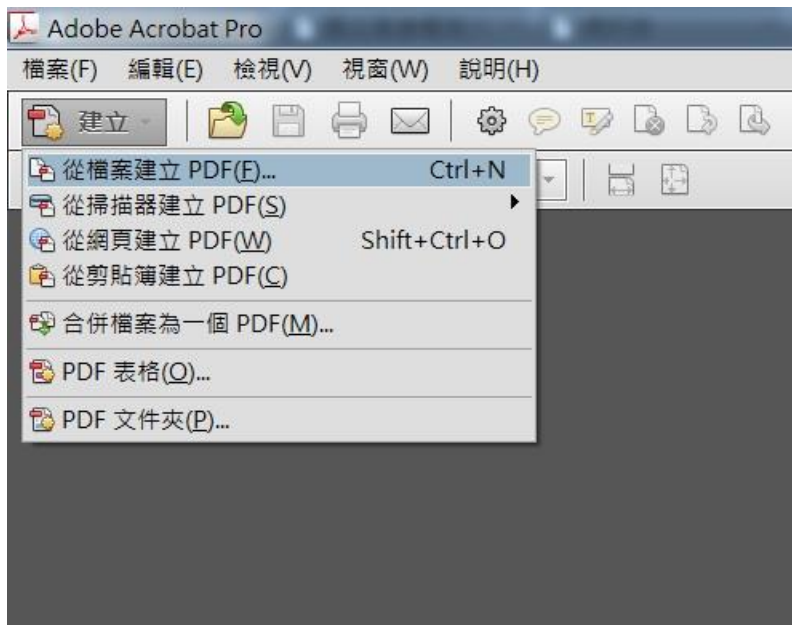 Adobe Acrobat Pro
檔案(F) 編輯(E) 檢視(V) 視窗(W) 說明(H)
建立
從檔案建立 PDF(F)... Ctrl+N
從掃描器建立 PDF(S)
從網頁建立 PDF(W) Shift+Ctrl+O
從剪貼簿建立 PDF(C)
合併檔案為一個 PDF(M)...
PDF 表格(O)...
PDF 文件夾(P)...